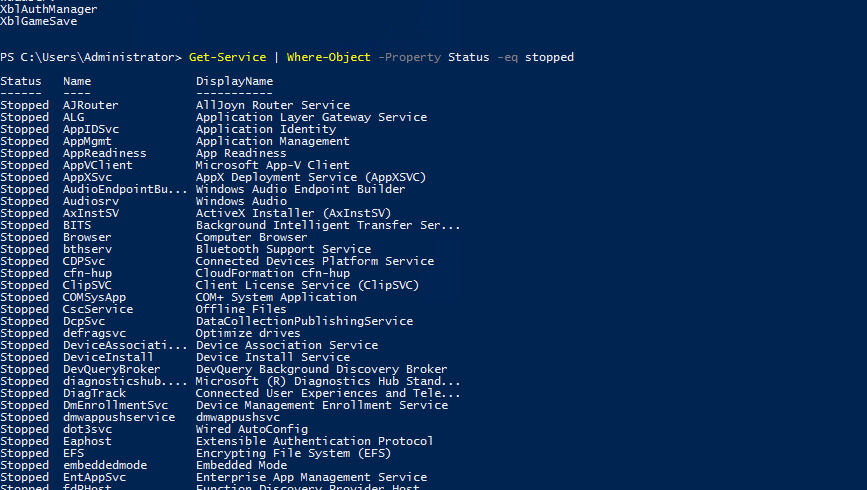 XblAuthManager
XblGameSave
PS C:\Users\Administrator> Get-Service | Where-Object -Property Status -eq stopped
Status Name DisplayName
------ ---- -----------
Stopped AJRouter AllJoyn Router Service
Stopped ALG Application Layer Gateway Service
Stopped AppIDSvc Application Identity
Stopped AppMgmt Application Management
Stopped AppReadiness App Readiness
Stopped AppVClient Microsoft App-V Client
Stopped AppXSvc AppX Deployment Service (AppXSVC)
Stopped AudioEndpointBu... Windows Audio Endpoint Builder
Stopped Audiosrv Windows Audio
Stopped AxInstSV ActiveX Installer (AxInstSV)
Stopped BITS Background Intelligent Transfer Ser...
Stopped Browser Computer Browser
Stopped bthserv Bluetooth Support Service
Stopped CDPSvc Connected Devices Platform Service
Stopped cfn-hup CloudFormation cfn-hup
Stopped ClipSVC Client License Service (ClipSVC)
Stopped COMSysApp COM+ System Application
Stopped CscService Offline Files
Stopped DcpSvc DataCollectionPublishingService
Stopped defragsvc Optimize drives
Stopped DeviceAssociati... Device Association Service
Stopped DeviceInstall Device Install Service
Stopped DevQueryBroker DevQuery Background Discovery Broker
Stopped diagnosticshub.... Microsoft (R) Diagnostics Hub Stand...
Stopped DiagTrack Connected User Experiences and Tele...
Stopped DmEnrollmentSvc Device Management Enrollment Service
Stopped dmwappushservice dmwappushsvc
Stopped dot3svc Wired AutoConfig
Stopped Eaphost Extensible Authentication Protocol
Stopped EFS Encrypting File System (EFS)
Stopped embeddedmode Embedded Mode
Stopped EntAppSvc Enterprise App Management Service
Stopped fdPHost Function Discovery Provider Host